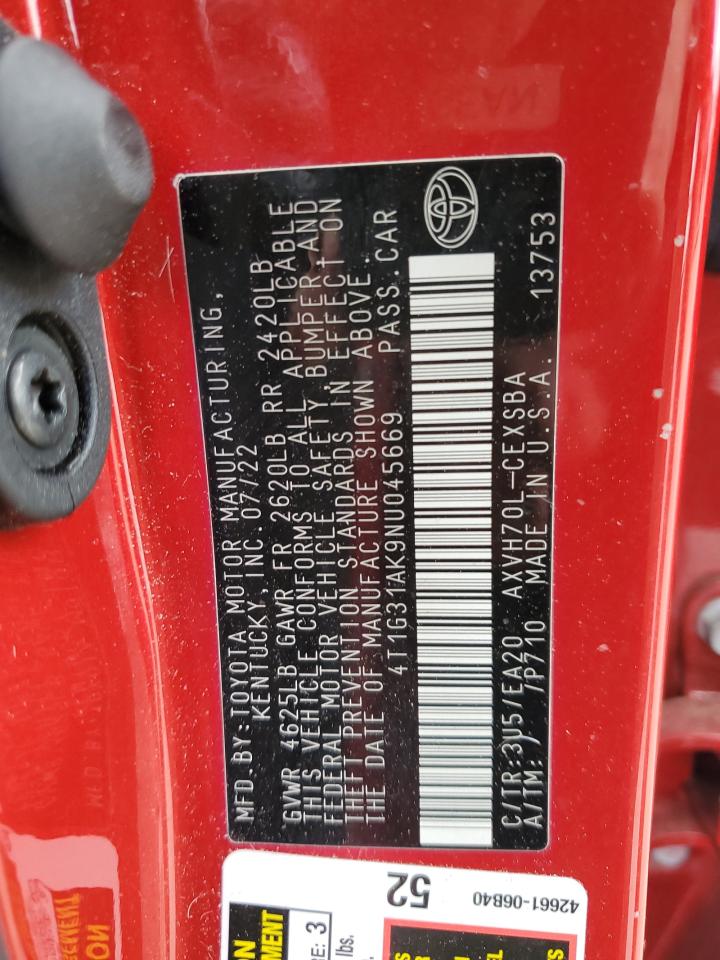 MFD. BY: TOYOTA MOTOR MANUFACTURING,
KENTUCKY, INC. 07/22
GVWR 4625LB GAWR FR 2620LB RR 2420LB
THIS VEHICLE CONFORMS TO ALL APPLICABLE
FEDERAL MOTOR VEHICLE SAFETY, BUMPER, AND
THEFT PREVENTION STANDARDS IN EFFECT ON
THE DATE OF MANUFACTURE SHOWN ABOVE.
4T1G31AK9NU045669 PASS. CAR
C/TR: 3U5/EA20 AXVH70L-CEXSBA
A/TM: /P710 MADE IN U.S.A. 13753
52
42661-06B40
3
lbs.